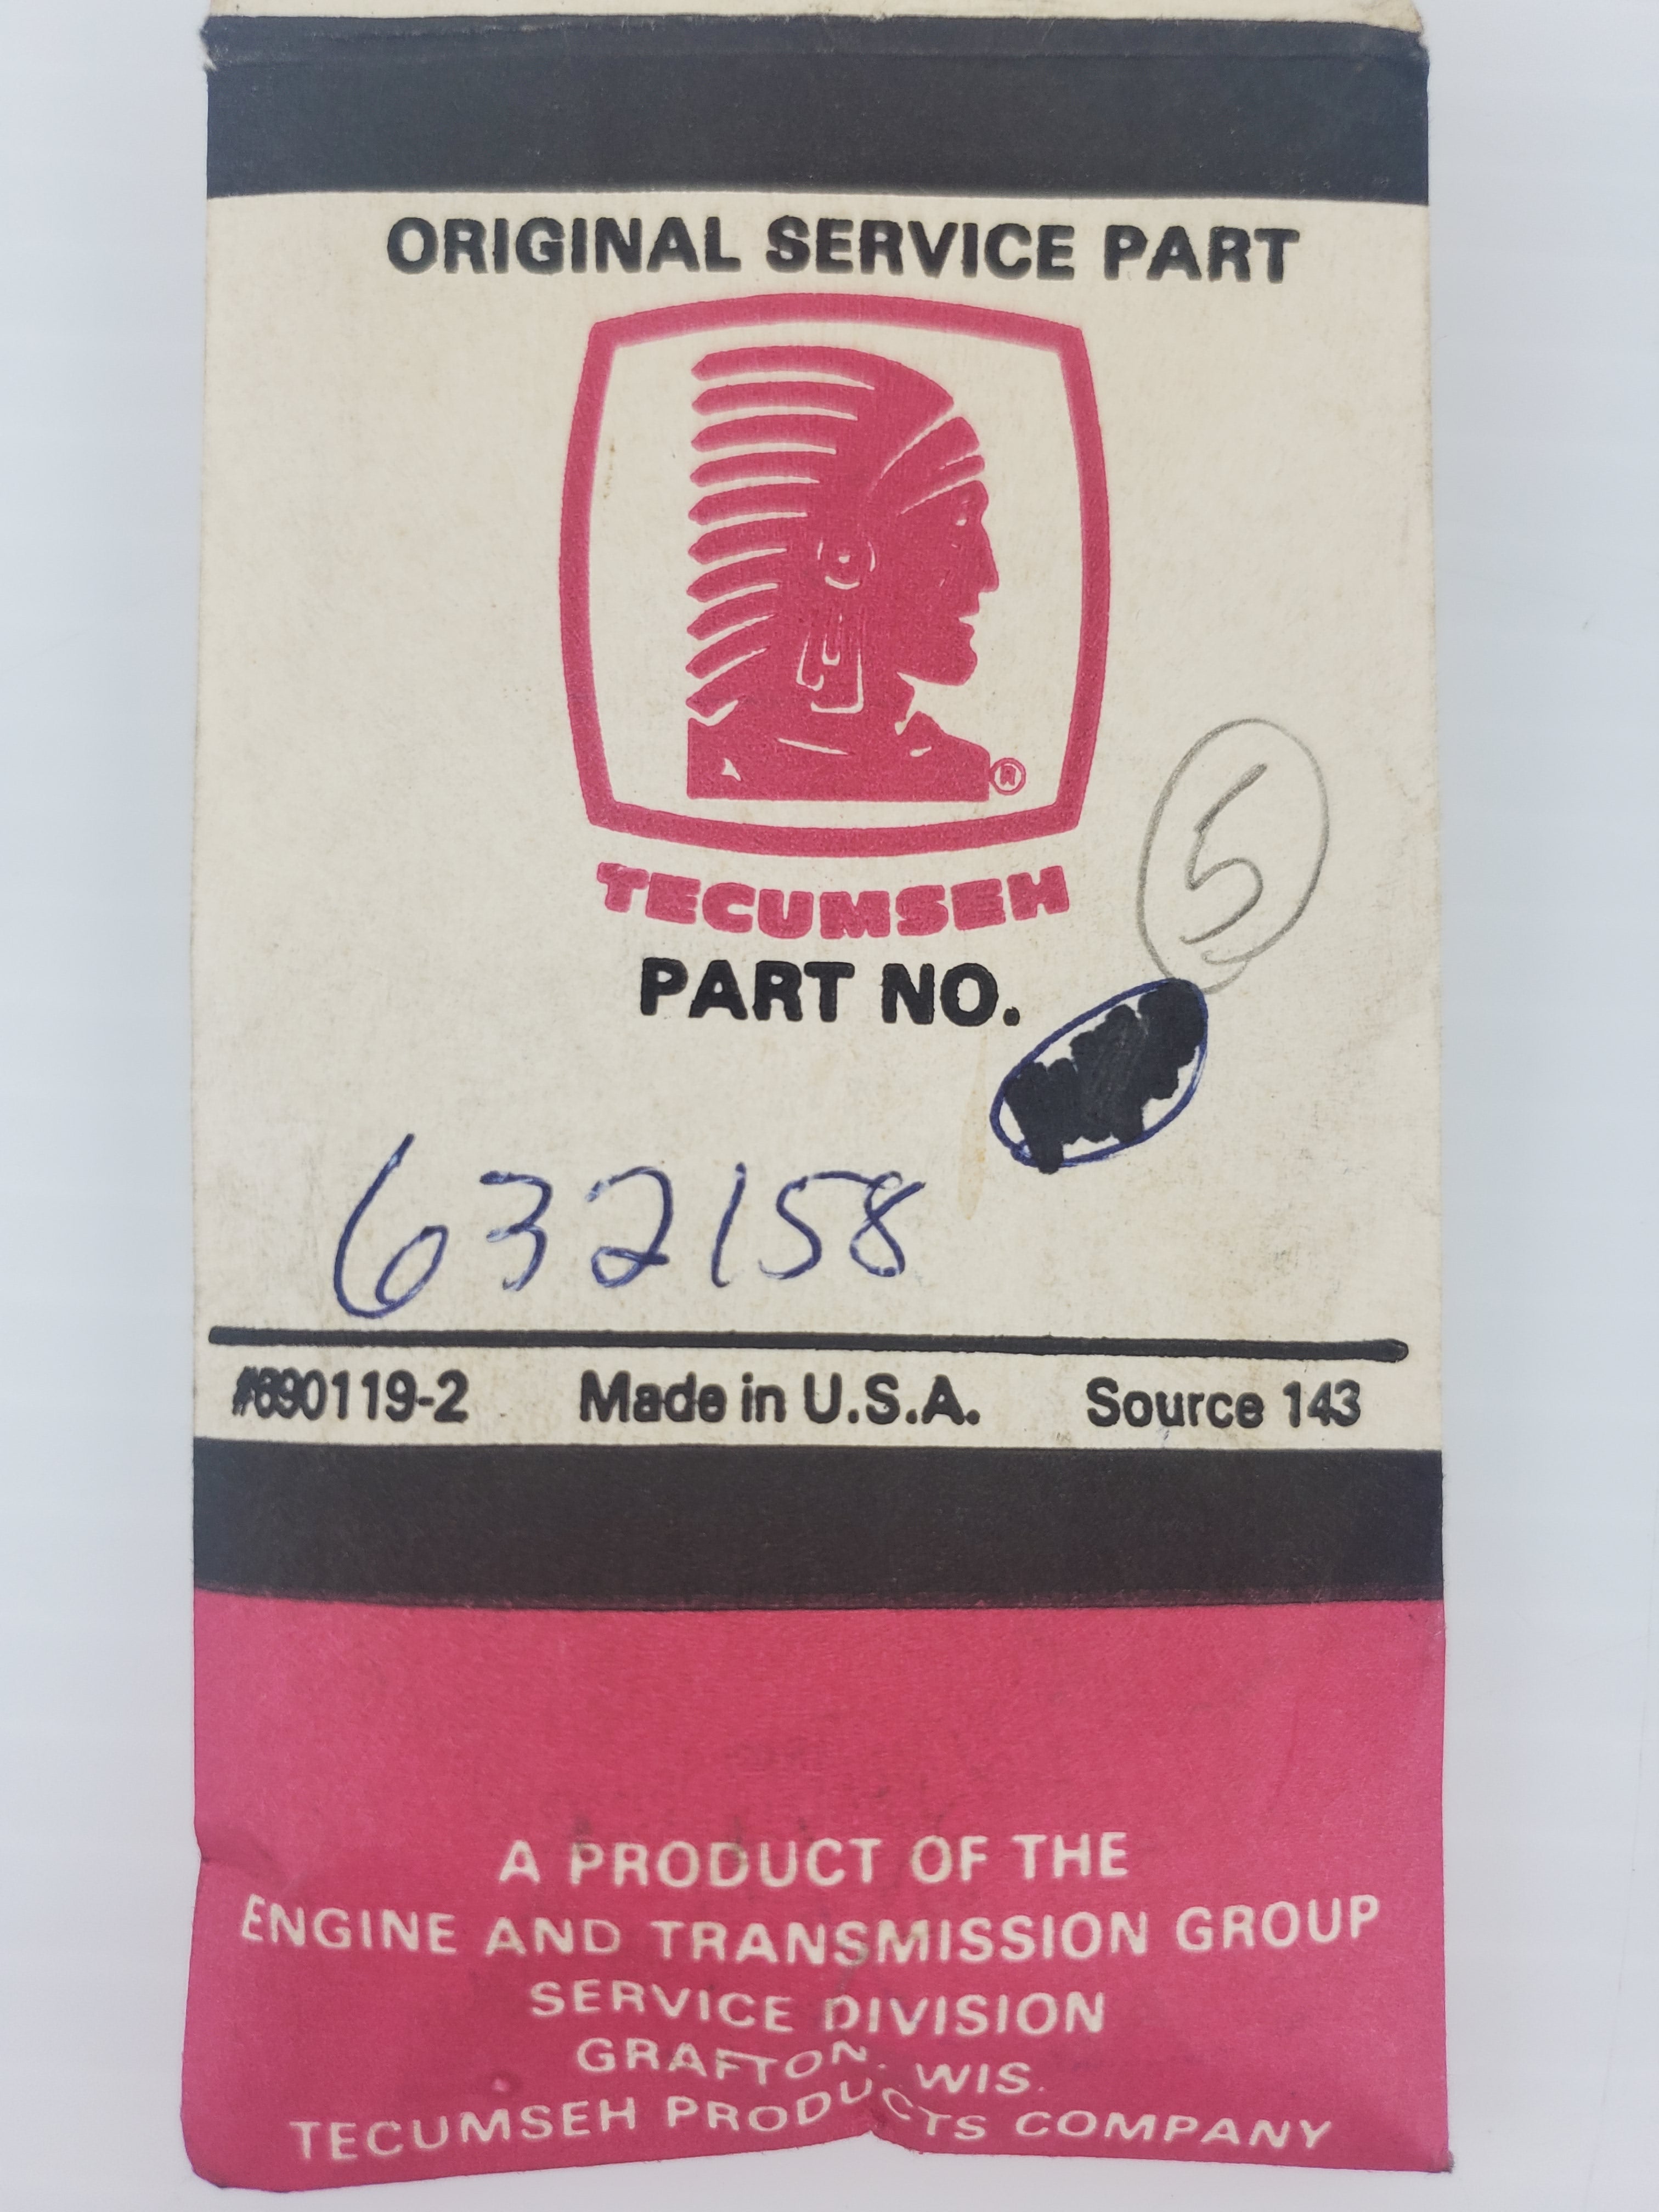 ORIGINAL SERVICE PART
®
TECUMSEH
5
PART NO.
632158
#690119-2 Made in U.S.A. Source 143
A PRODUCT OF THE
ENGINE AND TRANSMISSION GROUP
SERVICE DIVISION
GRAFTON, WIS.
TECUMSEH PRODUCTS COMPANY